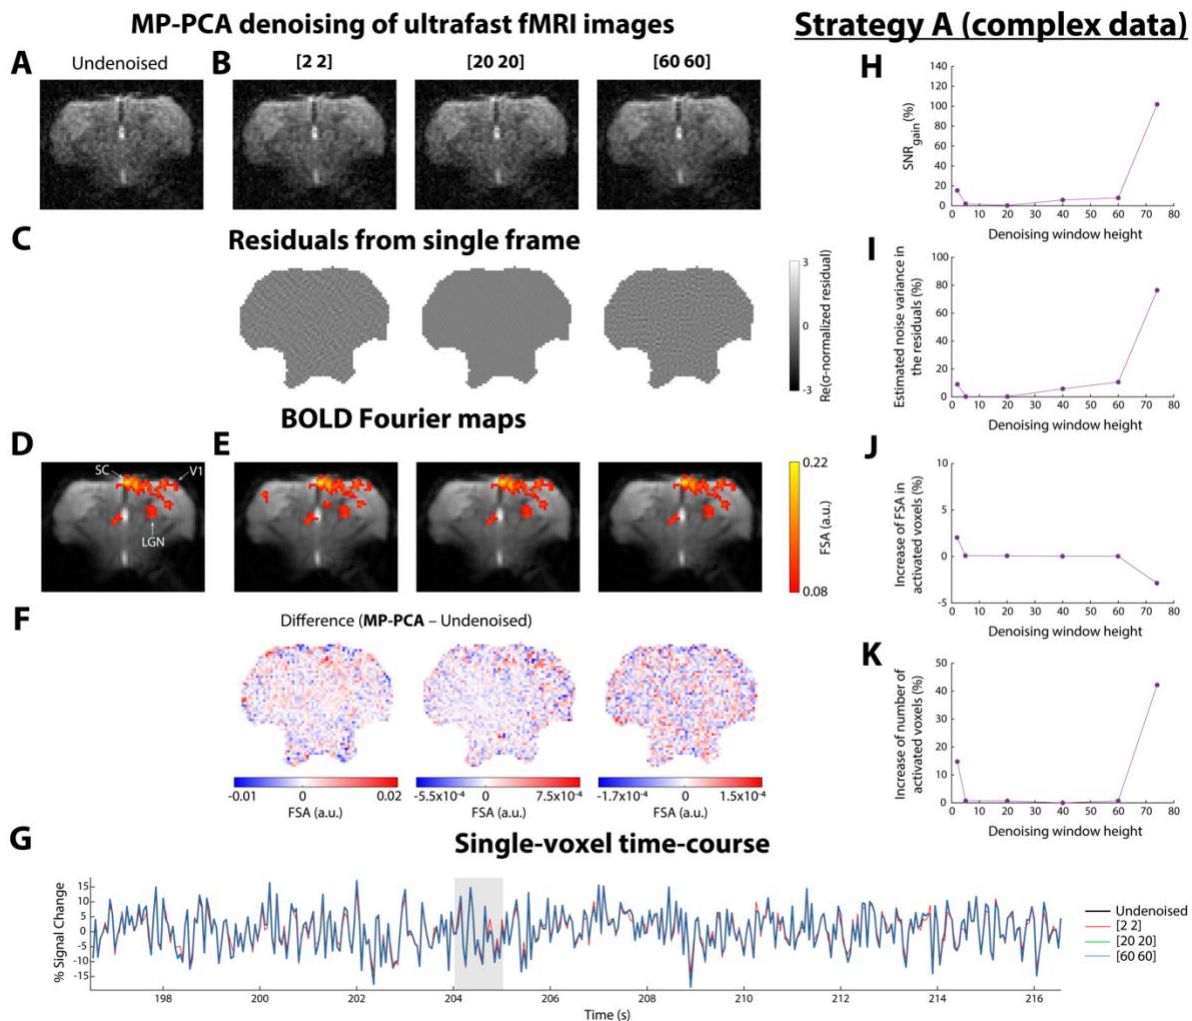 MP-PCA denoising of ultrafast fMRI images
Strategy A (complex data)
A
Undenoised
B
[2 2]
[20 20]
[60 60]
C
Residuals from single frame
3
0
-3
Re(σ-normalized residual)
BOLD Fourier maps
D
SC
V1
LGN
E
0.22
FSA (a.u.)
0.08
F
Difference (MP-PCA – Undenoised)
-0.01 0 0.02
FSA (a.u.)
-5.5x10⁻⁴ 0 7.5x10⁻⁴
FSA (a.u.)
-1.7x10⁻⁴ 0 1.5x10⁻⁴
FSA (a.u.)
H
SNRgain(%)
140
120
100
80
60
40
20
0
0 10 20 30 40 50 60 70 80
Denoising window height
I
Estimated noise variance in
the residuals (%)
100
80
60
40
20
0
0 10 20 30 40 50 60 70 80
Denoising window height
J
Increase of FSA in
activated voxels (%)
10
5
0
-5
0 10 20 30 40 50 60 70 80
Denoising window height
K
Increase of number of
activated voxels (%)
50
40
30
20
10
0
0 10 20 30 40 50 60 70 80
Denoising window height
G
Single-voxel time-course
% Signal Change
15
10
5
0
-5
-10
-15
198 200 202 204 206 208 210 212 214 216
Time (s)
Undenoised
[2 2]
[20 20]
[60 60]